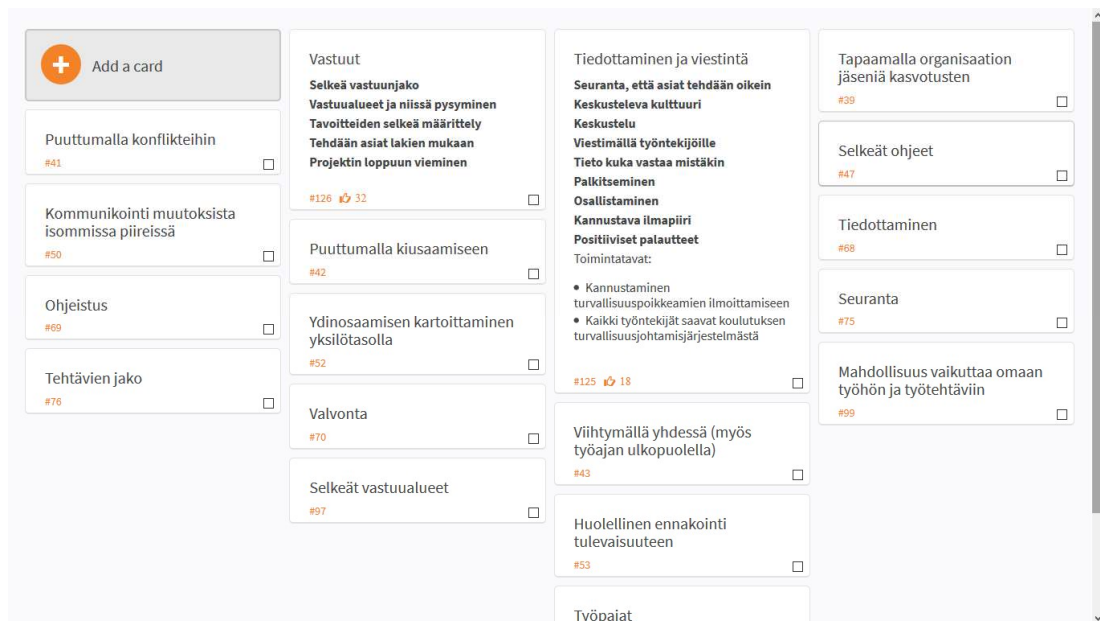 Add a card
Puuttumalla konflikteihin
#41
Kommunikointi muutoksista
isommissa piireissä
#50
Ohjeistus
#69
Tehtävien jako
#76
Vastuut
Selkeä vastuunjako
Vastuualueet ja niissä pysyminen
Tavoitteiden selkeä määrittely
Tehdään asiat lakien mukaan
Projektin loppuun vieminen
#126 32
Puuttumalla kiusaamiseen
#42
Ydinosaamisen kartoittaminen
yksilötasolla
#52
Valvonta
#70
Selkeät vastuualueet
#97
Tiedottaminen ja viestintä
Seuranta, että asiat tehdään oikein
Keskusteleva kulttuuri
Keskustelu
Viestimällä työntekijöille
Tieto kuka vastaa mistäkin
Palkitseminen
Osallistaminen
Kannustava ilmapiiri
Positiiviset palautteet
Toimintatavat:
• Kannustaminen
turvallisuuspoikkeamien ilmoittamiseen
• Kaikki työntekijät saavat koulutuksen
turvallisuusjohtamisjärjestelmästä
#125 18
Viihtymällä yhdessä (myös
työajan ulkopuolella)
#43
Huolellinen ennakointi
tulevaisuuteen
#53
Työpajat
Tapaamalla organisaation
jäseniä kasvotusten
#39
Selkeät ohjeet
#47
Tiedottaminen
#68
Seuranta
#75
Mahdollisuus vaikuttaa omaan
työhön ja työtehtäviin
#99